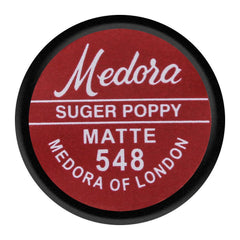 Medora
SUGER POPPY
MATTE
548
MEDORA OF LONDON